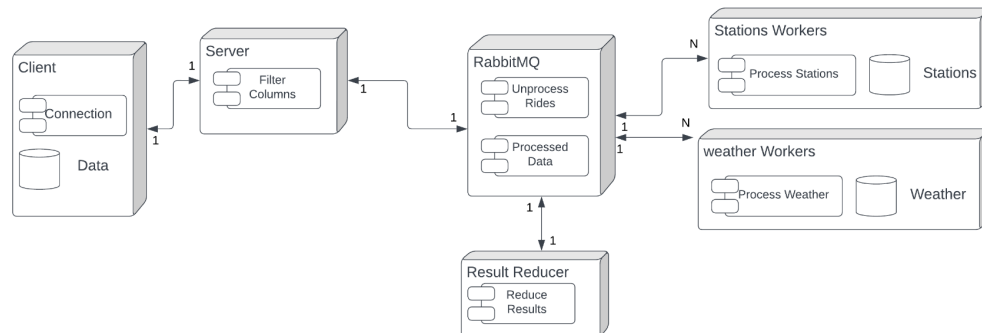 Client
Connection
Data
1
1
Server
Filter
Columns
1
1
RabbitMQ
Unprocess
Rides
Processed
Data
N
1
Stations Workers
Process Stations
Stations
N
1
weather Workers
Process Weather
Weather
1
1
Result Reducer
Reduce
Results